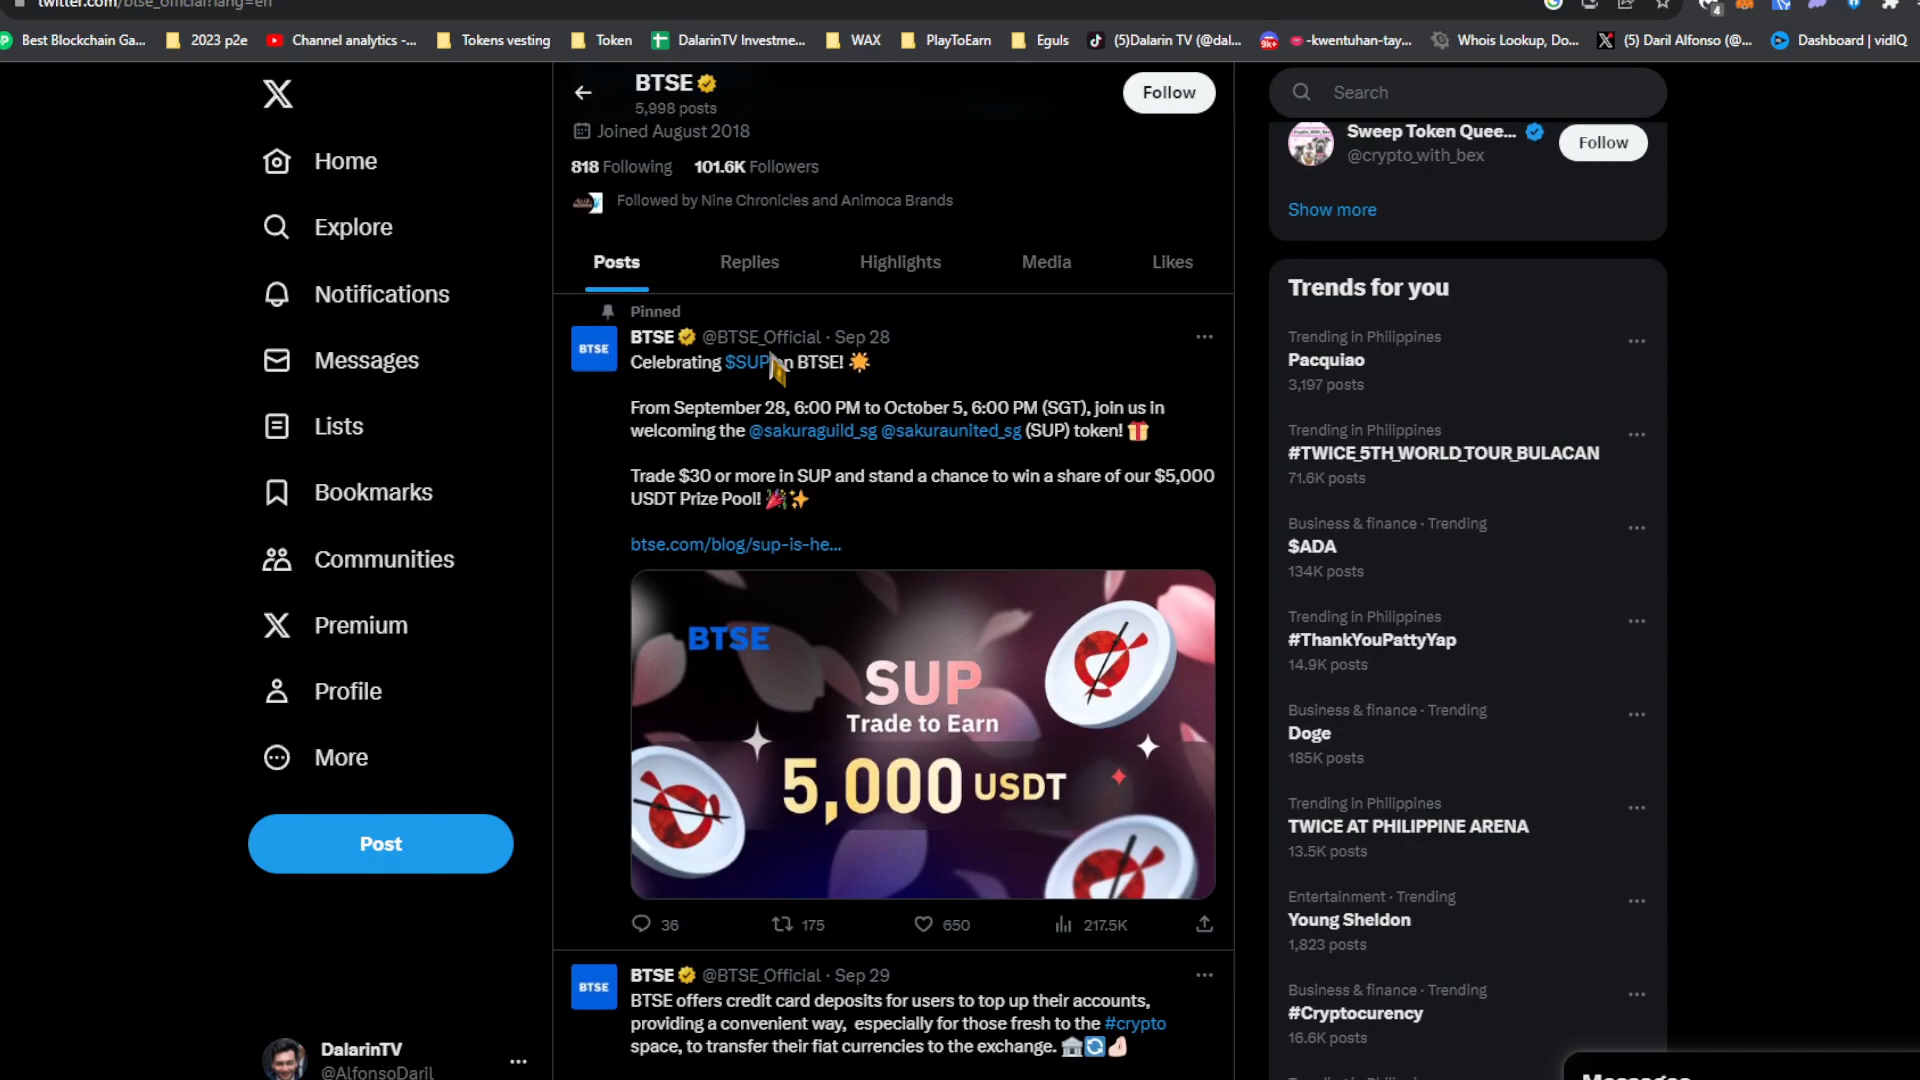 twitter.com/btse_official?lang=en
Best Blockchain Ga...
2023 p2e
Channel analytics -...
Tokens vesting
Token
DalarinTV Investme...
WAX
PlayToEarn
Eguls
(5)Dalarin TV (@dal...
9k+
-kwentuhan-tay...
Whois Lookup, Do...
(5) Daril Alfonso (@...
Dashboard | vidIQ
4
Home
Explore
Notifications
Messages
Lists
Bookmarks
Communities
Premium
Profile
More
Post
DalarinTV
@AlfonsoDaril
BTSE
5,998 posts
Follow
Joined August 2018
818 Following 101.6K Followers
Followed by Nine Chronicles and Animoca Brands
Posts
Replies
Highlights
Media
Likes
Pinned
BTSE
BTSE @BTSE_Official · Sep 28
Celebrating $SUP on BTSE!
From September 28, 6:00 PM to October 5, 6:00 PM (SGT), join us in
welcoming the @sakuraguild_sg @sakuraunited_sg (SUP) token!
Trade $30 or more in SUP and stand a chance to win a share of our $5,000
USDT Prize Pool!
btse.com/blog/sup-is-he...
BTSE
SUP
Trade to Earn
5,000 USDT
36
175
650
217.5K
BTSE
BTSE @BTSE_Official · Sep 29
BTSE offers credit card deposits for users to top up their accounts,
providing a convenient way, especially for those fresh to the #crypto
space, to transfer their fiat currencies to the exchange.
Search
Sweep Token Quee...
@crypto_with_bex
Follow
Show more
Trends for you
Trending in Philippines
Pacquiao
3,197 posts
Trending in Philippines
#TWICE_5TH_WORLD_TOUR_BULACAN
71.6K posts
Business & finance · Trending
$ADA
134K posts
Trending in Philippines
#ThankYouPattyYap
14.9K posts
Business & finance · Trending
Doge
185K posts
Trending in Philippines
TWICE AT PHILIPPINE ARENA
13.5K posts
Entertainment · Trending
Young Sheldon
1,823 posts
Business & finance · Trending
#Cryptocurency
16.6K posts
Messages